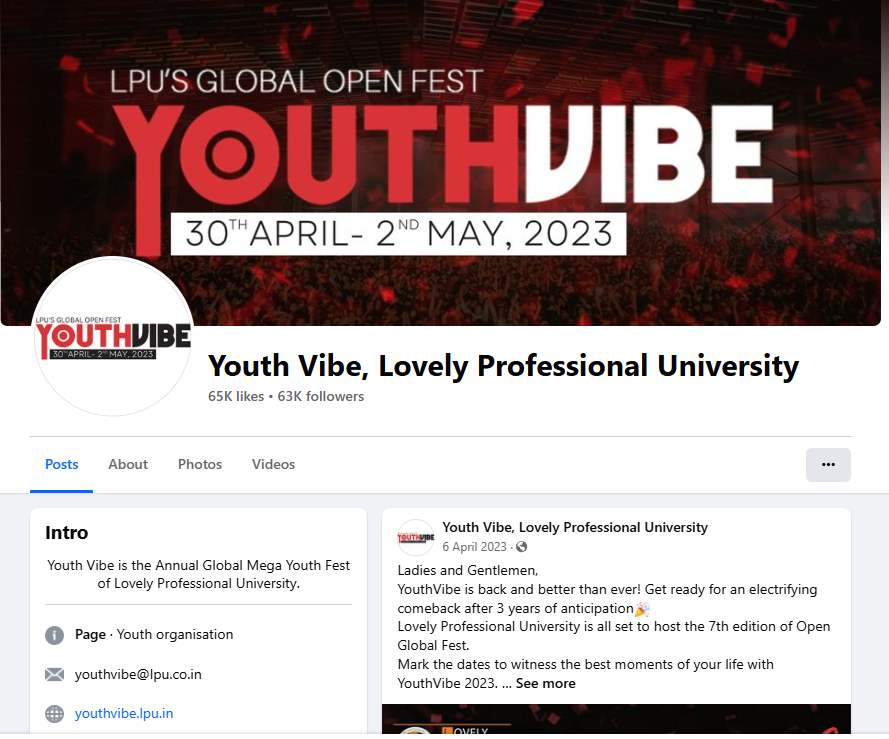 LPU'S GLOBAL OPEN FEST
YOUTHVIBE
30TH APRIL- 2ND MAY, 2023
LPU'S GLOBAL OPEN FEST
YOUTHVIBE
30TH APRIL- 2ND MAY, 2023
Youth Vibe, Lovely Professional University
65K likes • 63K followers
Posts
About
Photos
Videos
Intro
Youth Vibe is the Annual Global Mega Youth Fest
of Lovely Professional University.
Page · Youth organisation
youthvibe@lpu.co.in
youthvibe.lpu.in
YOUTHVIBE
Youth Vibe, Lovely Professional University
6 April 2023 ·
Ladies and Gentlemen,
YouthVibe is back and better than ever! Get ready for an electrifying
comeback after 3 years of anticipation🎉
Lovely Professional University is all set to host the 7th edition of Open
Global Fest.
Mark the dates to witness the best moments of your life with
YouthVibe 2023. ... See more
LOVELY